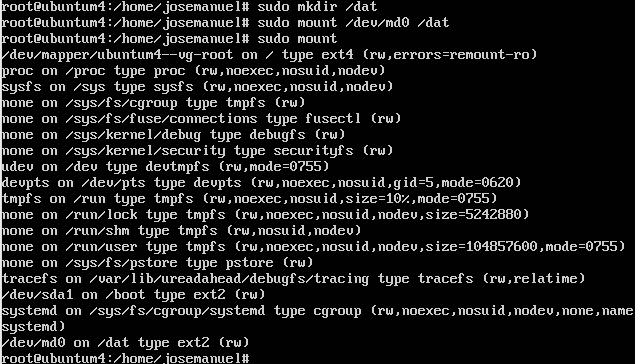 root@ubuntum4:/home/josemanuel# sudo mkdir /dat
root@ubuntum4:/home/josemanuel# sudo mount /dev/md0 /dat
root@ubuntum4:/home/josemanuel# sudo mount
/dev/mapper/ubuntum4--vg-root on / type ext4 (rw,errors=remount-ro)
proc on /proc type proc (rw,noexec,nosuid,nodev)
sysfs on /sys type sysfs (rw,noexec,nosuid,nodev)
none on /sys/fs/cgroup type tmpfs (rw)
none on /sys/fs/fuse/connections type fusectl (rw)
none on /sys/kernel/debug type debugfs (rw)
none on /sys/kernel/security type securityfs (rw)
udev on /dev type devtmpfs (rw,mode=0755)
devpts on /dev/pts type devpts (rw,noexec,nosuid,gid=5,mode=0620)
tmpfs on /run type tmpfs (rw,noexec,nosuid,size=10%,mode=0755)
none on /run/lock type tmpfs (rw,noexec,nosuid,nodev,size=5242880)
none on /run/shm type tmpfs (rw,nosuid,nodev)
none on /run/user type tmpfs (rw,noexec,nosuid,nodev,size=104857600,mode=0755)
none on /sys/fs/pstore type pstore (rw)
tracefs on /var/lib/ureadahead/debugfs/tracing type tracefs (rw,relatime)
/dev/sda1 on /boot type ext2 (rw)
systemd on /sys/fs/cgroup/systemd type cgroup (rw,noexec,nosuid,nodev,none,name
systemd)
/dev/md0 on /dat type ext2 (rw)
root@ubuntum4:/home/josemanuel#